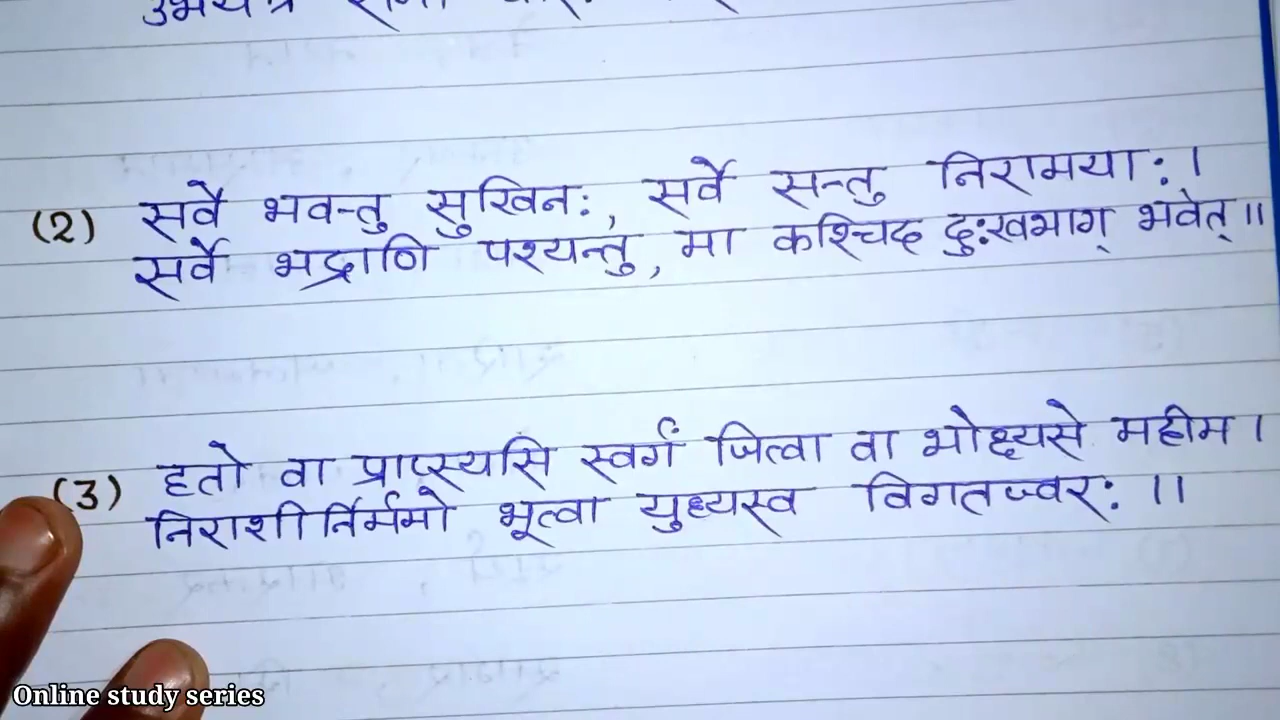 (2) सर्वे भवन्तु सुखिनः, सर्वे सन्तु निरामयाः।
सर्वे भद्राणि पश्यन्तु, मा कश्चिद दुःखभाग् भवेत्॥
(3) हतो वा प्राप्स्यसि स्वर्गं जित्वा वा भोक्ष्यसे महीम।
निराशीर्निर्ममो भूत्वा युध्यस्व विगतज्वरः॥
Online study series